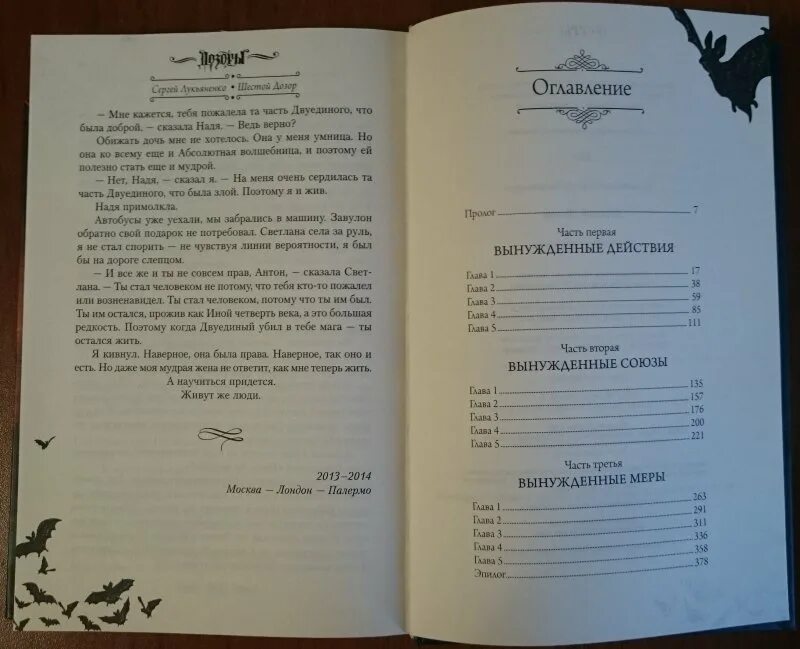 Дозоры
Сергей Лукьяненко • Шестой Дозор
— Мне кажется, тебя пожалела та часть Двуединого, что
была доброй, — сказала Надя. — Ведь верно?
Обижать дочь мне не хотелось. Она у меня умница. Но
она ко всему еще и Абсолютная волшебница, и поэтому ей
полезно стать еще и мудрой.
— Нет, Надя, — сказал я. — На меня очень сердилась та
часть Двуединого, что была злой. Поэтому я и жив.
Надя примолкла.
Автобусы уже уехали, мы забрались в машину. Завулон
обратно свой подарок не потребовал. Светлана села за руль,
я не стал спорить — не чувствуя линии вероятности, я был
бы на дороге слепцом.
— И все же и ты не совсем прав, Антон, — сказала Свет-
лана. — Ты стал человеком не потому, что тебя кто-то пожалел
или возненавидел. Ты стал человеком, потому что ты им был.
Ты им остался, прожив как Иной четверть века, а это большая
редкость. Поэтому когда Двуединый убил в тебе мага — ты
остался жить.
Я кивнул. Наверное, она была права. Наверное, так оно и
есть. Но даже моя мудрая жена не ответит, как мне теперь жить.
А научиться придется.
Живут же люди.
2013–2014
Москва — Лондон — Палермо
Оглавление
Пролог 7
Часть первая
ВЫНУЖДЕННЫЕ ДЕЙСТВИЯ
Глава 1 17
Глава 2 38
Глава 3 59
Глава 4 85
Глава 5 111
Часть вторая
ВЫНУЖДЕННЫЕ СОЮЗЫ
Глава 1 135
Глава 2 157
Глава 3 176
Глава 4 200
Глава 5 221
Часть третья
ВЫНУЖДЕННЫЕ МЕРЫ
Глава 1 263
Глава 2 291
Глава 3 311
Глава 4 336
Глава 5 358
Эпилог 378